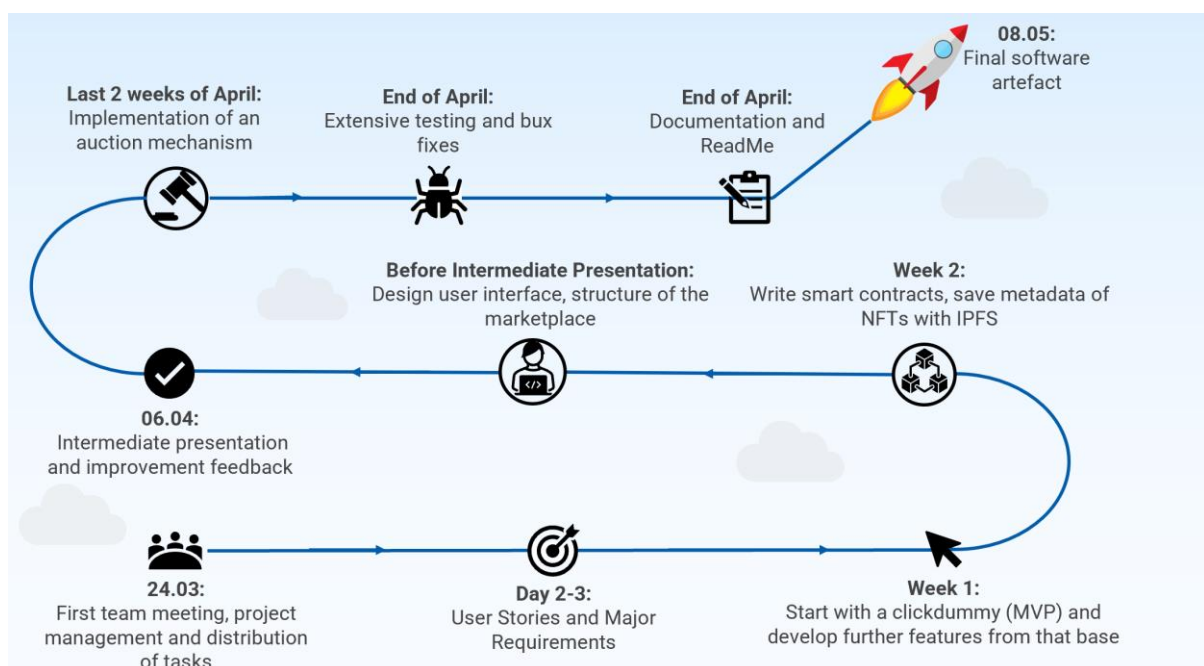 08.05:
Final software
artefact
Last 2 weeks of April:
Implementation of an
auction mechanism
End of April:
Extensive testing and bux
fixes
End of April:
Documentation and
ReadMe
Before Intermediate Presentation:
Design user interface, structure of the
marketplace
Week 2:
Write smart contracts, save metadata of
NFTs with IPFS
</>
06.04:
Intermediate presentation
and improvement feedback
24.03:
First team meeting, project
management and distribution
of tasks
Day 2-3:
User Stories and Major
Requirements
Week 1:
Start with a clickdummy (MVP) and
develop further features from that base